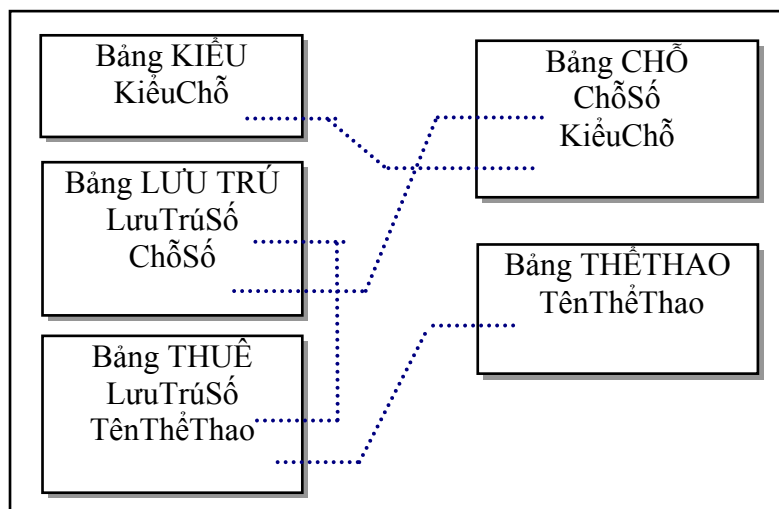 Bảng KIỂU
KiểuChỗ
Bảng CHỖ
ChỗSố
KiểuChỗ
Bảng LƯU TRÚ
LưuTrúSố
ChỗSố
Bảng THỂTHAO
TênThểThao
Bảng THUÊ
LưuTrúSố
TênThểThao